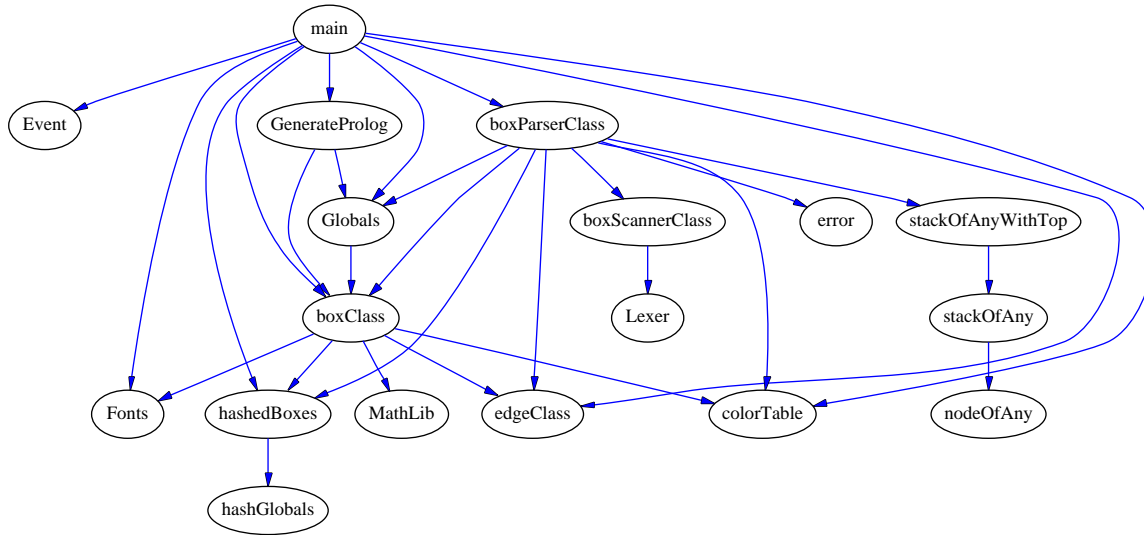 main
Event
GenerateProlog
boxParserClass
Globals
boxScannerClass
error
stackOfAnyWithTop
boxClass
Lexer
stackOfAny
Fonts
hashedBoxes
MathLib
edgeClass
colorTable
nodeOfAny
hashGlobals